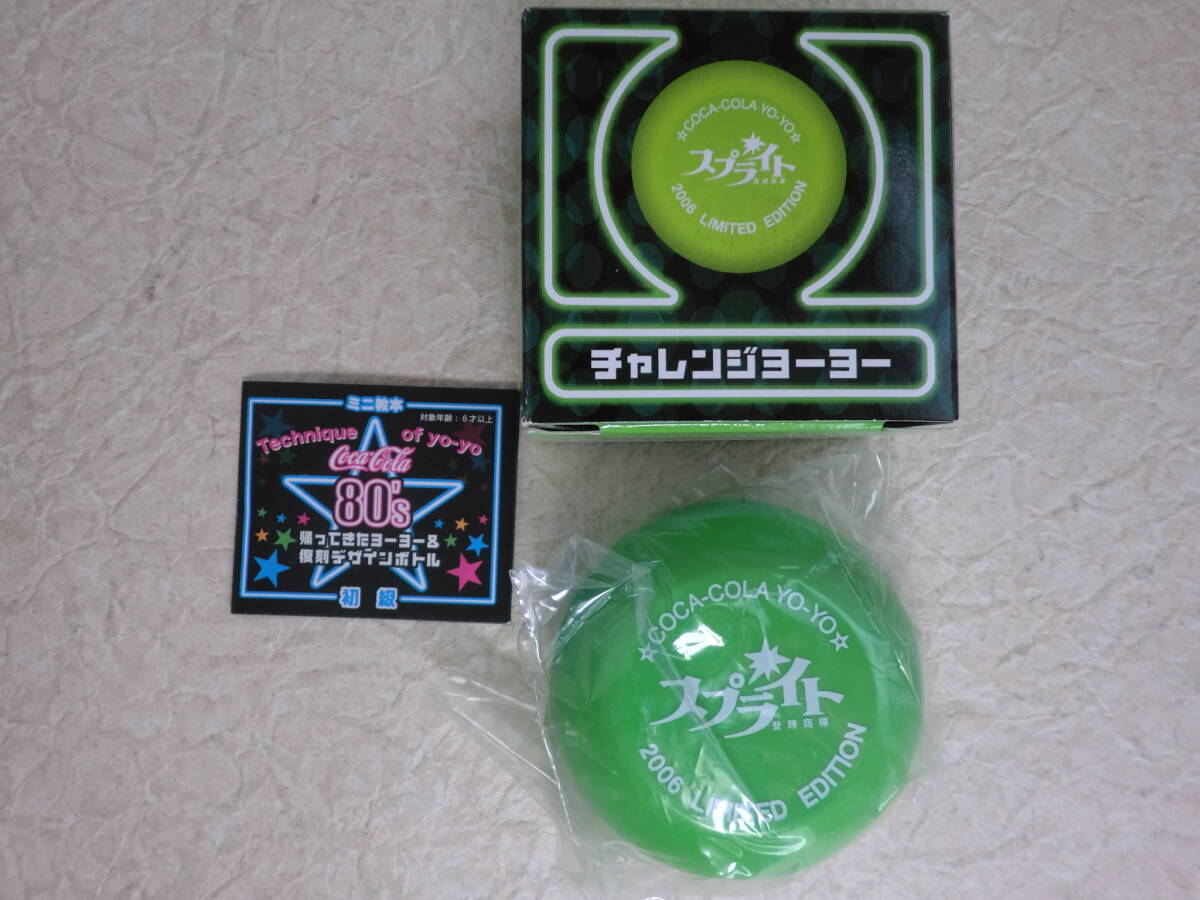 ☆COCA-COLA YO-YO☆
スプライト
登録商標
2006 LIMITED EDITION
チャレンジヨーヨー
ミニ教本
対象年齢：6才以上
Technique of yo-yo
Coca-Cola
80's
帰ってきたヨーヨー&
復刻デザインボトル
初級
☆COCA-COLA YO-YO☆
スプライト
登録商標
2006 LIMITED EDITION